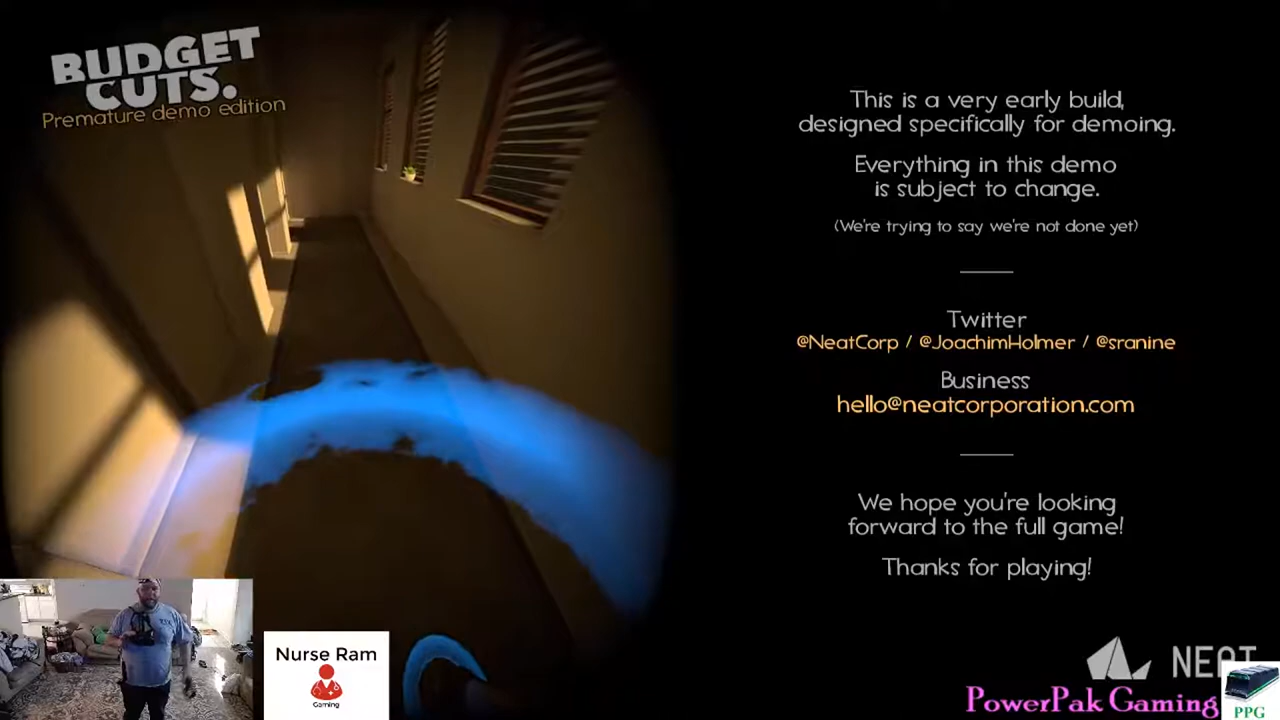 BUDGET
CUTS.
Premature demo edition
This is a very early build,
designed specifically for demoing.
Everything in this demo
is subject to change.
(We're trying to say we're not done yet)
Twitter
@NeatCorp / @JoachimHolmer / @sranine
Business
hello@neatcorporation.com
We hope you're looking
forward to the full game!
Thanks for playing!
NEAT
Nurse Ram
Gaming
PowerPak Gaming
PPG